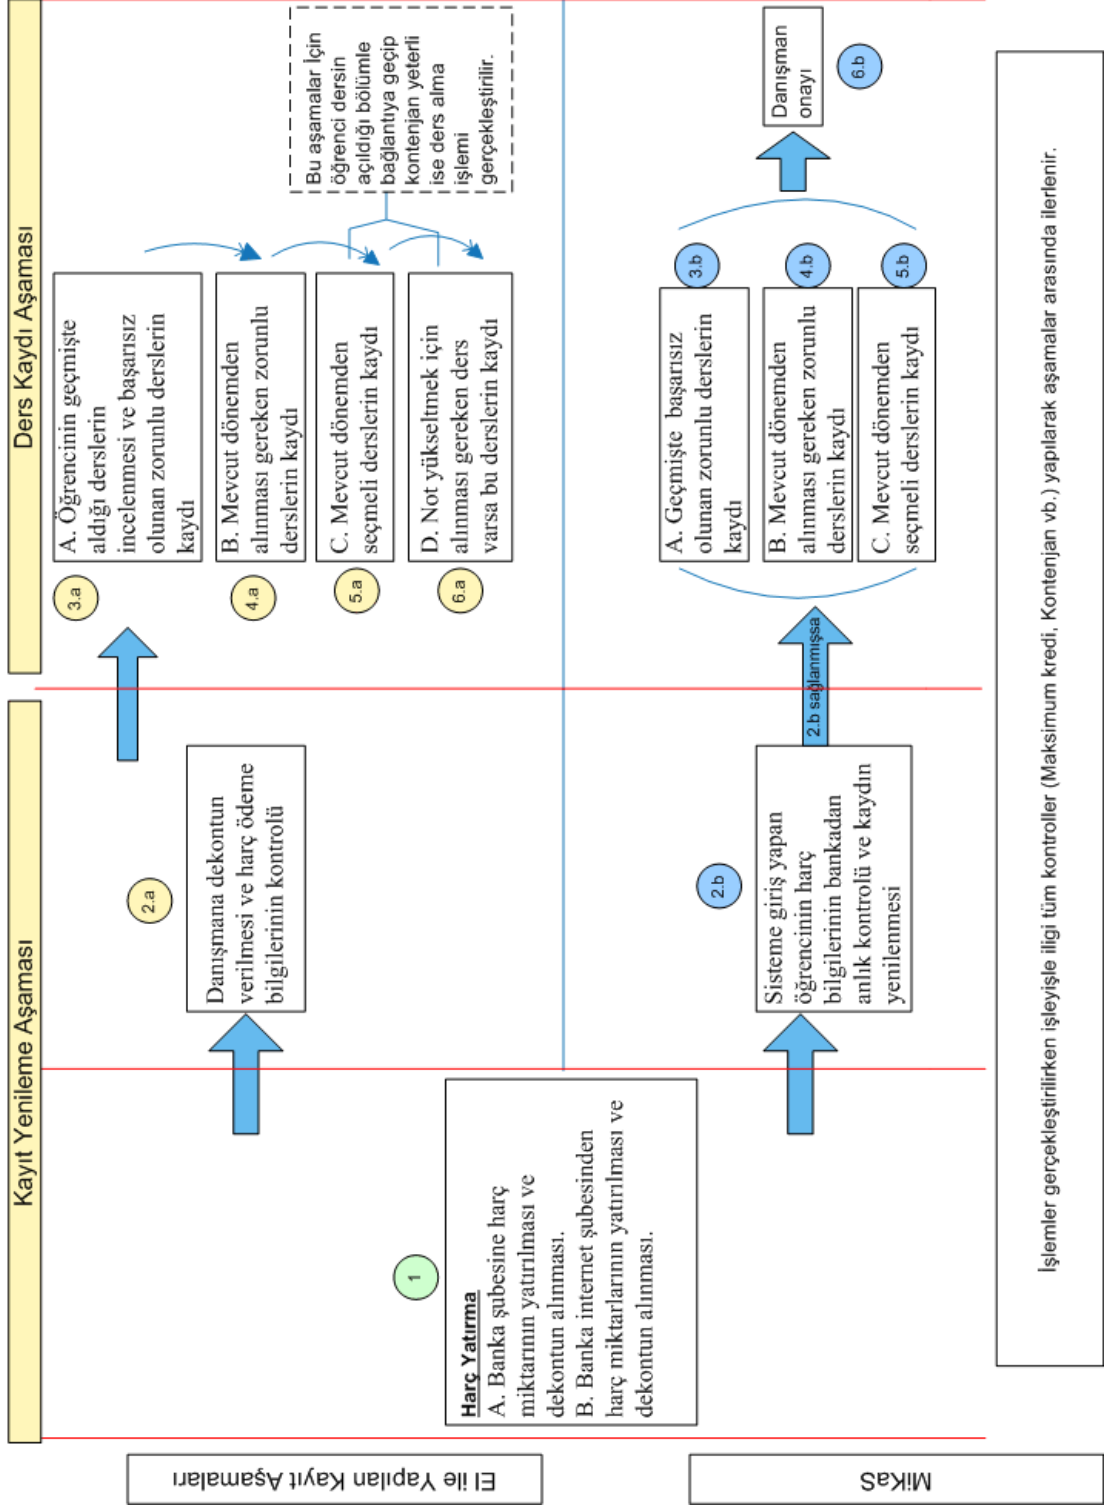 Kayıt Yenileme Aşaması
Ders Kaydı Aşaması
El ile Yapılan Kayıt Aşamaları
1
Harç Yatırma
A. Banka şubesine harç
miktarının yatırılması ve
dekontun alınması.
B. Banka internet şubesinden
harç miktarlarının yatırılması ve
dekontun alınması.
2.a
Danışmana dekontun
verilmesi ve harç ödeme
bilgilerinin kontrolü
3.a
A. Öğrencinin geçmişte
aldığı derslerin
incelenmesi ve başarısız
olunan zorunlu derslerin
kaydı
4.a
B. Mevcut dönemden
alınması gereken zorunlu
derslerin kaydı
5.a
C. Mevcut dönemden
seçmeli derslerin kaydı
6.a
D. Not yükseltmek için
alınması gereken ders
varsa bu derslerin kaydı
Bu aşamalar İçin
öğrenci dersin
açıldığı bölümle
bağlantıya geçip
kontenjan yeterli
ise ders alma
işlemi
gerçekleştirilir.
MiKaS
2.b
Sisteme giriş yapan
öğrencinin harç
bilgilerinin bankadan
anlık kontrolü ve kaydın
yenilenmesi
2.b sağlanmışsa
A. Geçmişte başarısız
olunan zorunlu derslerin
kaydı
3.b
B. Mevcut dönemden
alınması gereken zorunlu
derslerin kaydı
4.b
C. Mevcut dönemden
seçmeli derslerin kaydı
5.b
Danışman
onayı
6.b
İşlemler gerçekleştirilirken işleyişle iligi tüm kontroller (Maksimum kredi, Kontenjan vb.) yapılarak aşamalar arasında ilerlenir.